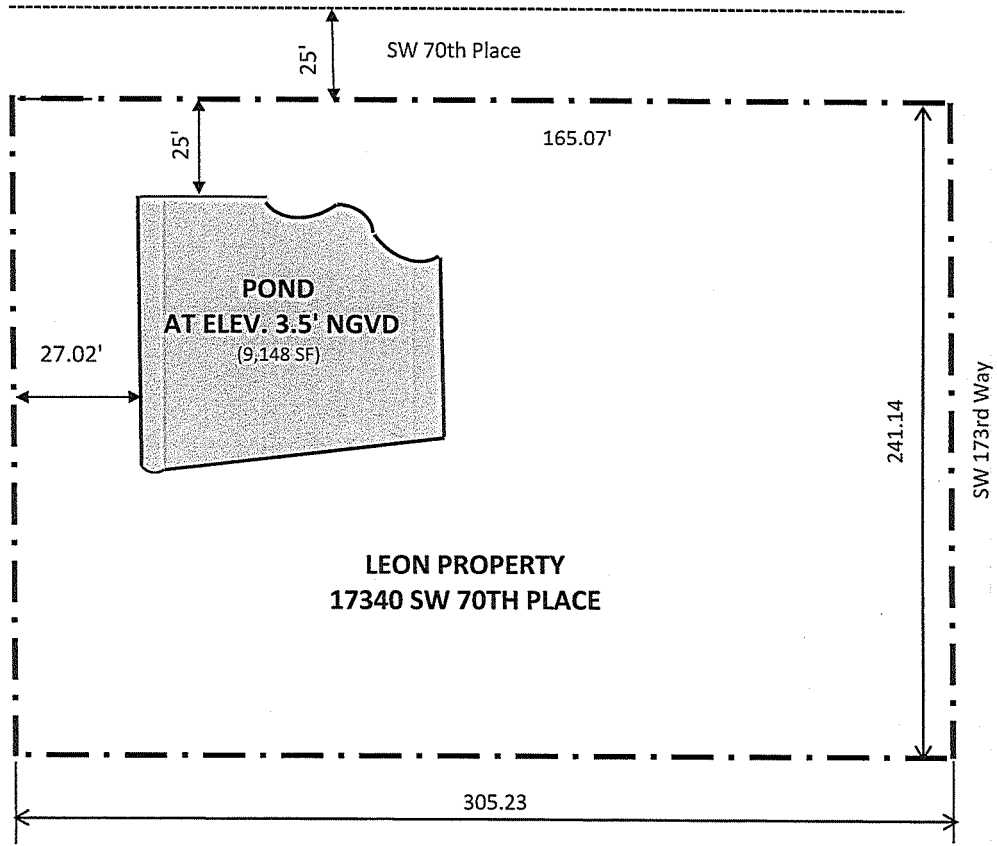 25'
SW 70th Place
25'
165.07'
POND
AT ELEV. 3.5' NGVD
(9,148 SF)
27.02'
241.14
SW 173rd Way
LEON PROPERTY
17340 SW 70TH PLACE
305.23